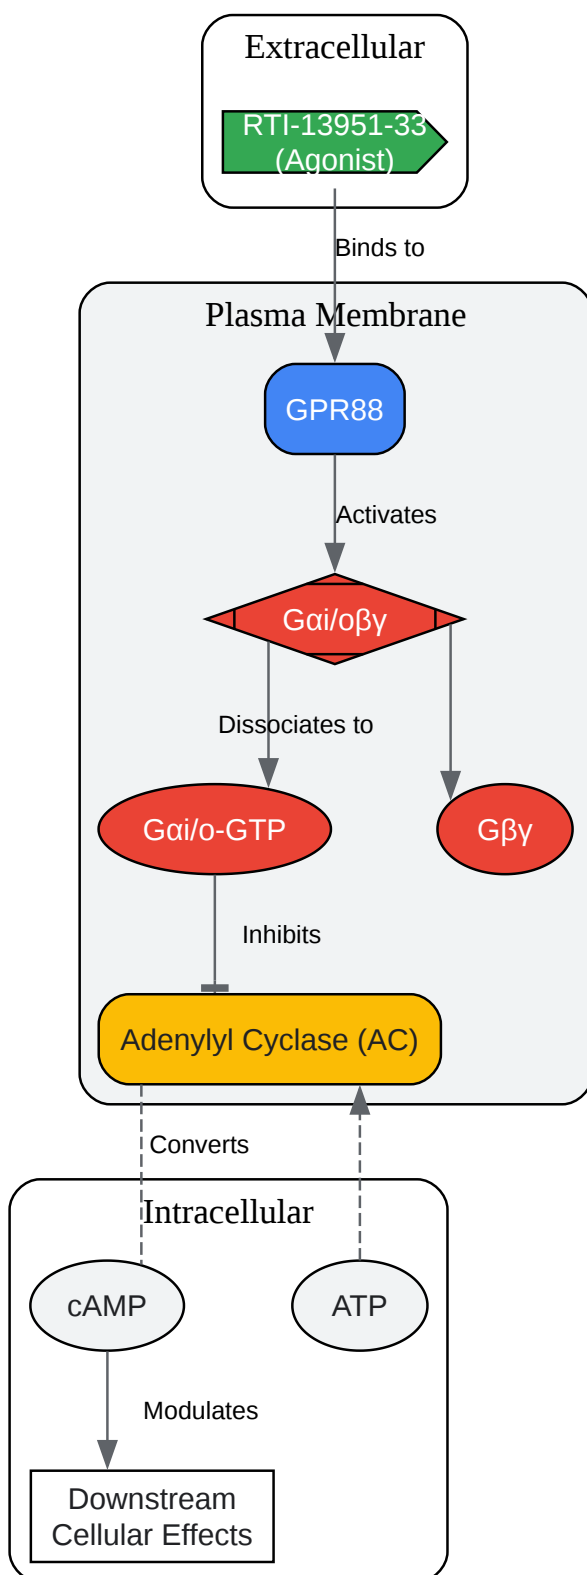 Extracellular
RTI-13951-33
(Agonist)
Binds to
Plasma Membrane
GPR88
Activates
Gαi/oβγ
Dissociates to
Gαi/o-GTP
Gβγ
Inhibits
Adenylyl Cyclase (AC)
Converts
Intracellular
cAMP
ATP
Modulates
Downstream
Cellular Effects